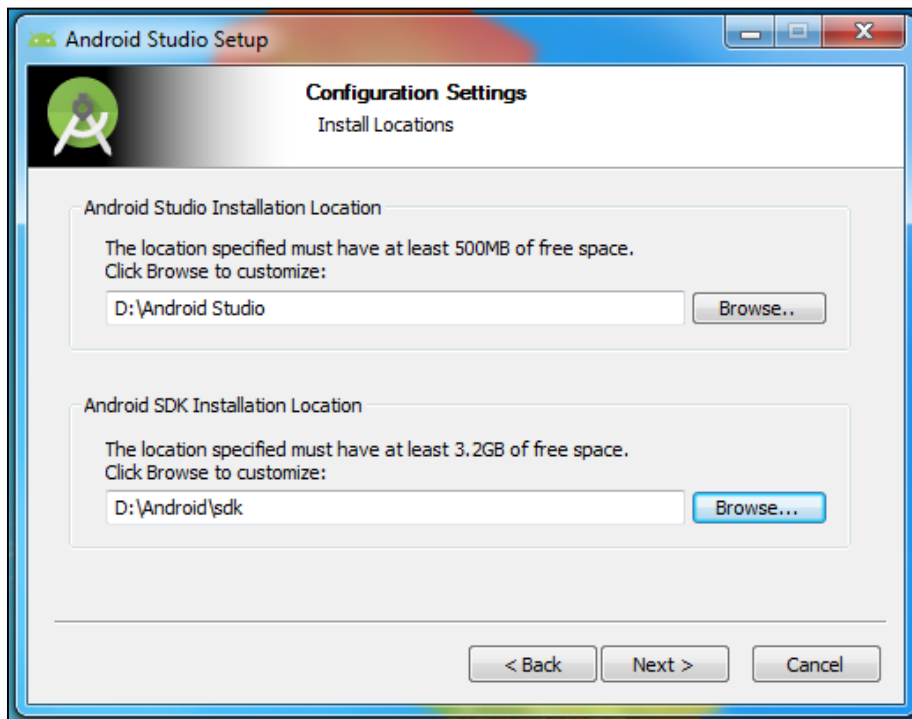 Android Studio Setup
Configuration Settings
Install Locations
Android Studio Installation Location
The location specified must have at least 500MB of free space.
Click Browse to customize:
D:\Android Studio
Browse..
Android SDK Installation Location
The location specified must have at least 3.2GB of free space.
Click Browse to customize:
D:\Android\sdk
Browse...
< Back
Next >
Cancel